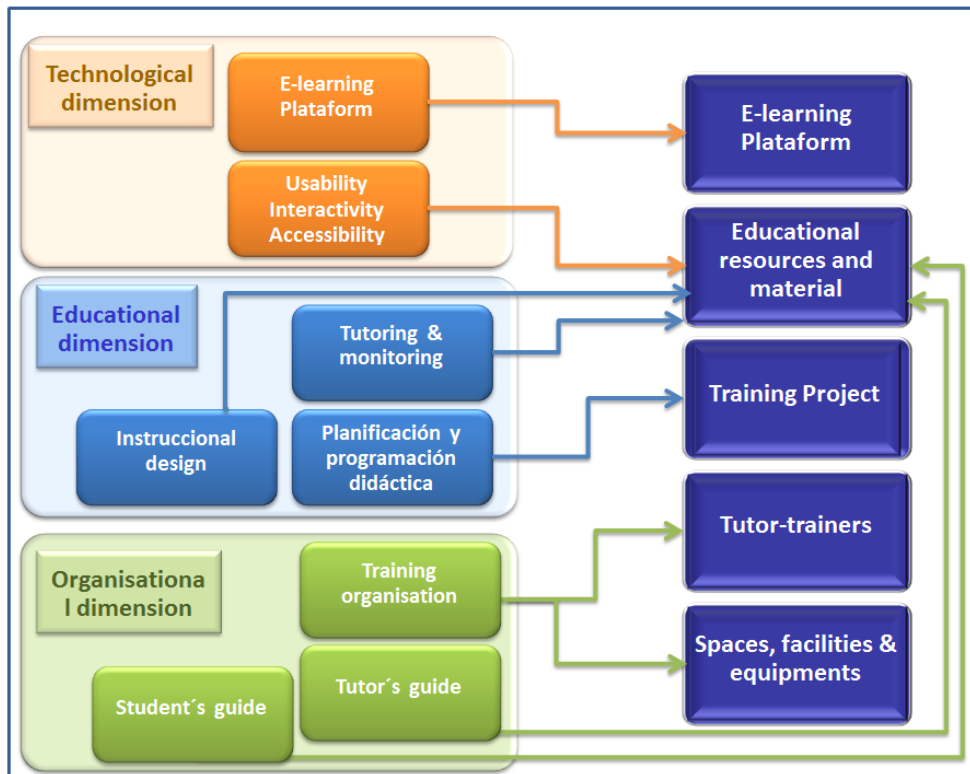 Technological
dimension
E-learning
Plataform
Usability
Interactivity
Accessibility
Educational
dimension
Tutoring &
monitoring
Instruccional
design
Planificación y
programación
didáctica
Organisationa
l dimension
Training
organisation
Student´s guide
Tutor´s guide
E-learning
Plataform
Educational
resources and
material
Training Project
Tutor-trainers
Spaces, facilities &
equipments